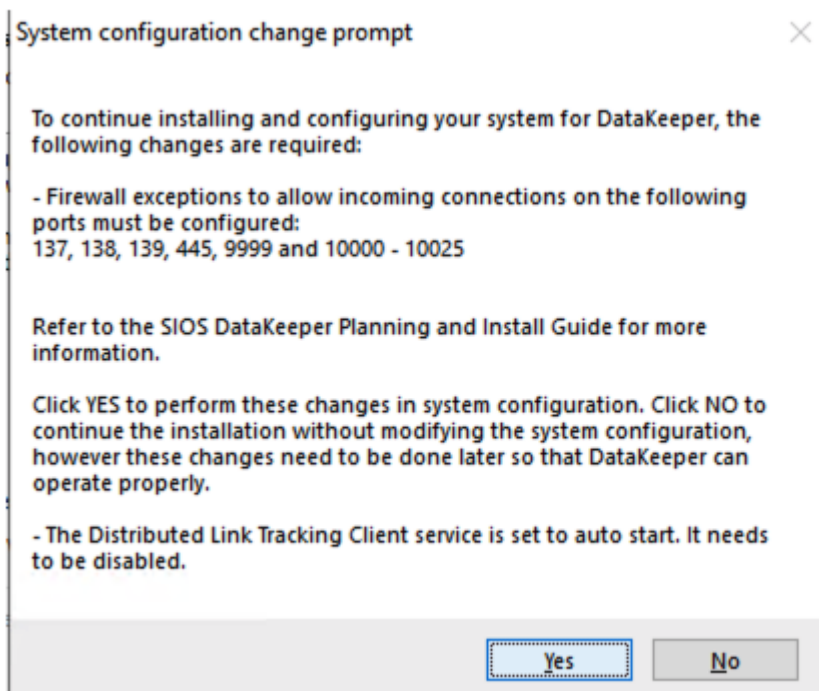 System configuration change prompt
To continue installing and configuring your system for DataKeeper, the
following changes are required:
- Firewall exceptions to allow incoming connections on the following
ports must be configured:
137, 138, 139, 445, 9999 and 10000 - 10025
Refer to the SIOS DataKeeper Planning and Install Guide for more
information.
Click YES to perform these changes in system configuration. Click NO to
continue the installation without modifying the system configuration,
however these changes need to be done later so that DataKeeper can
operate properly.
- The Distributed Link Tracking Client service is set to auto start. It needs
to be disabled.
Yes
No